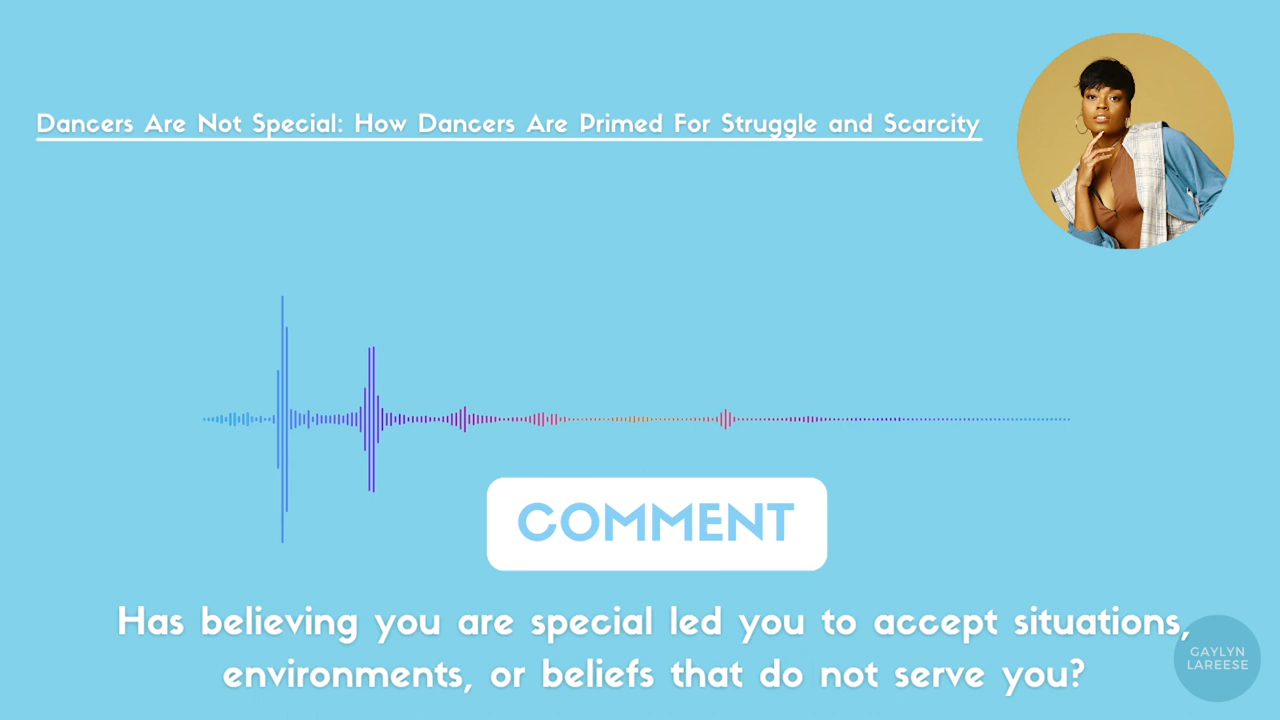 Dancers Are Not Special: How Dancers Are Primed For Struggle and Scarcity
COMMENT
Has believing you are special led you to accept situations,
environments, or beliefs that do not serve you?
GAYLYN
LAREESE